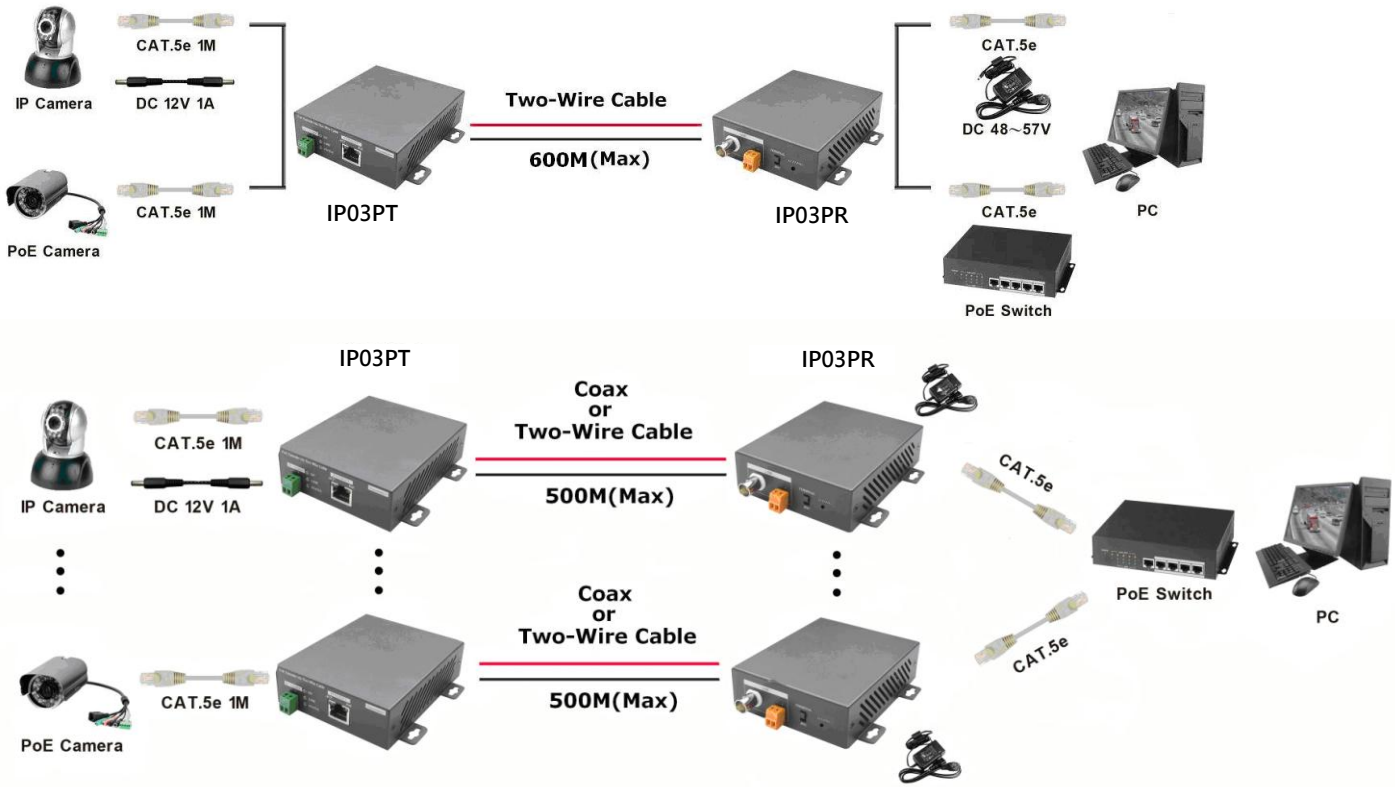 CAT.5e 1M
IP Camera
DC 12V 1A
PoE Camera
CAT.5e 1M
IP03PT
Two-Wire Cable
600M(Max)
IP03PR
CAT.5e
DC 48～57V
CAT.5e
PC
PoE Switch
IP03PT
IP03PR
CAT.5e 1M
IP Camera
DC 12V 1A
Coax
or
Two-Wire Cable
500M(Max)
CAT.5e
PoE Switch
PC
CAT.5e
Coax
or
Two-Wire Cable
500M(Max)
CAT.5e 1M
PoE Camera